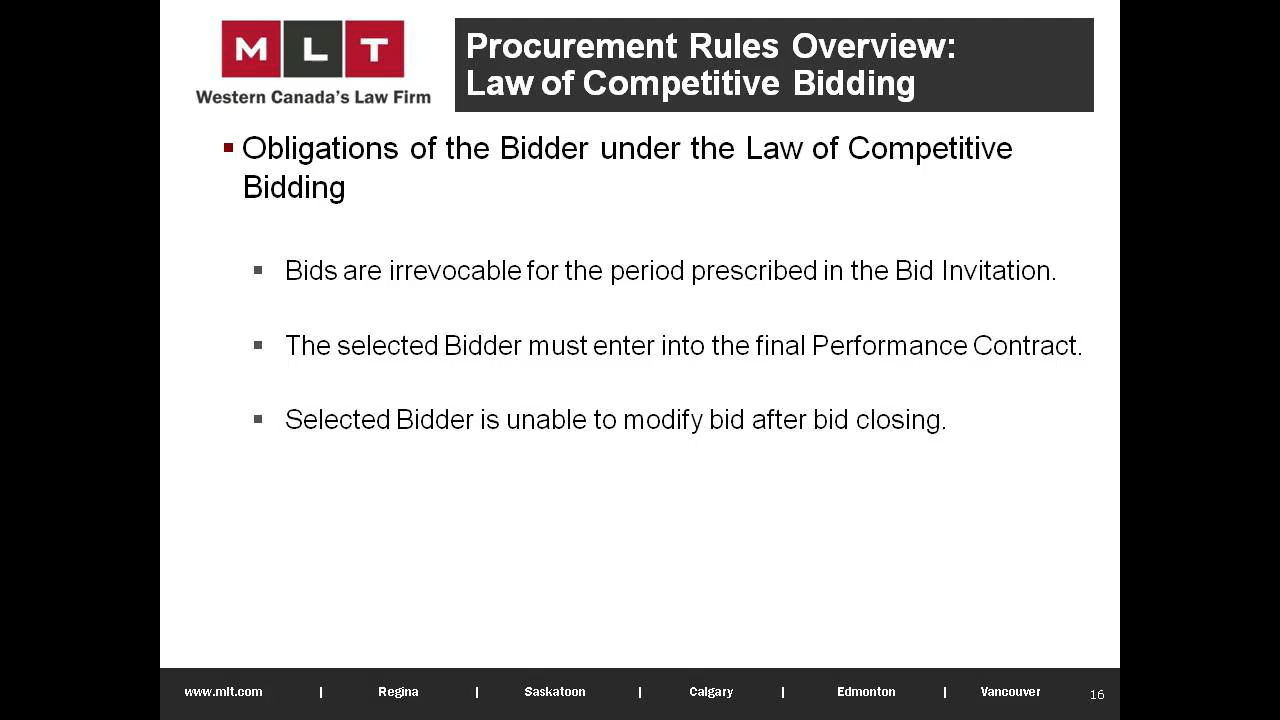 M L T
Western Canada's Law Firm
Procurement Rules Overview:
Law of Competitive Bidding
▪ Obligations of the Bidder under the Law of Competitive
Bidding
▪ Bids are irrevocable for the period prescribed in the Bid Invitation.
▪ The selected Bidder must enter into the final Performance Contract.
▪ Selected Bidder is unable to modify bid after bid closing.
www.mlt.com | Regina | Saskatoon | Calgary | Edmonton | Vancouver 16